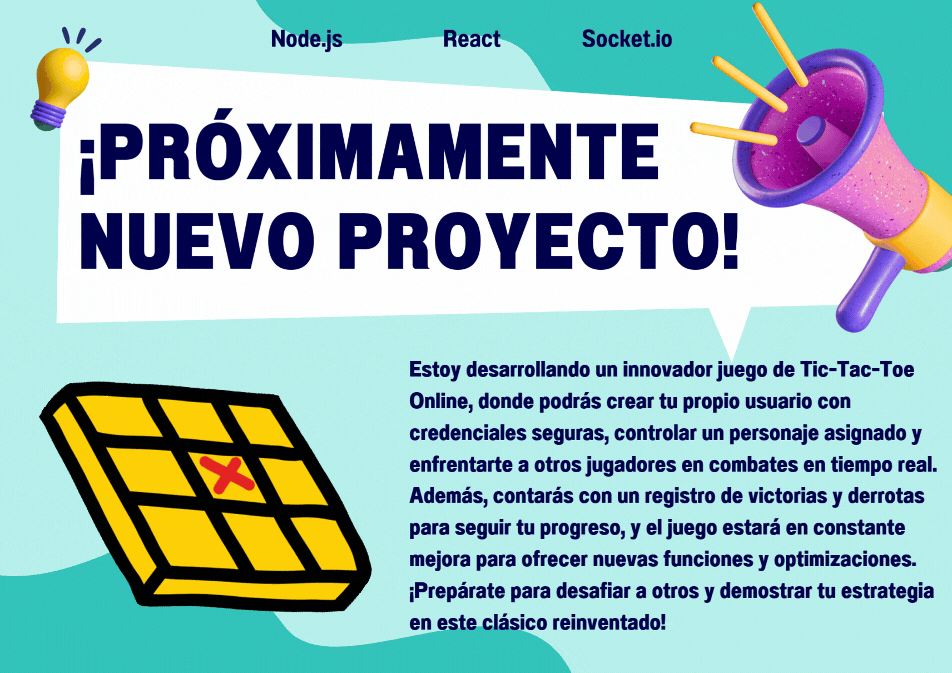 Node.js React Socket.io
¡PRÓXIMAMENTE
NUEVO PROYECTO!
Estoy desarrollando un innovador juego de Tic-Tac-Toe
Online, donde podrás crear tu propio usuario con
credenciales seguras, controlar un personaje asignado y
enfrentarte a otros jugadores en combates en tiempo real.
Además, contarás con un registro de victorias y derrotas
para seguir tu progreso, y el juego estará en constante
mejora para ofrecer nuevas funciones y optimizaciones.
¡Prepárate para desafiar a otros y demostrar tu estrategia
en este clásico reinventado!